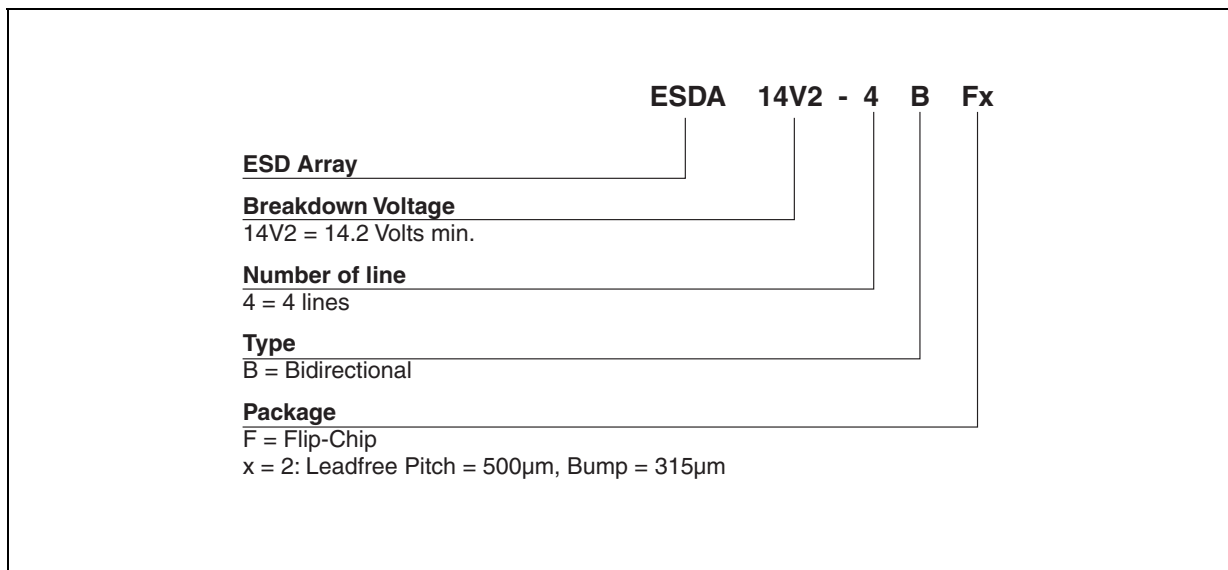 ESDA 14V2 - 4 B Fx
ESD Array
Breakdown Voltage
14V2 = 14.2 Volts min.
Number of line
4 = 4 lines
Type
B = Bidirectional
Package
F = Flip-Chip
x = 2: Leadfree Pitch = 500µm, Bump = 315µm